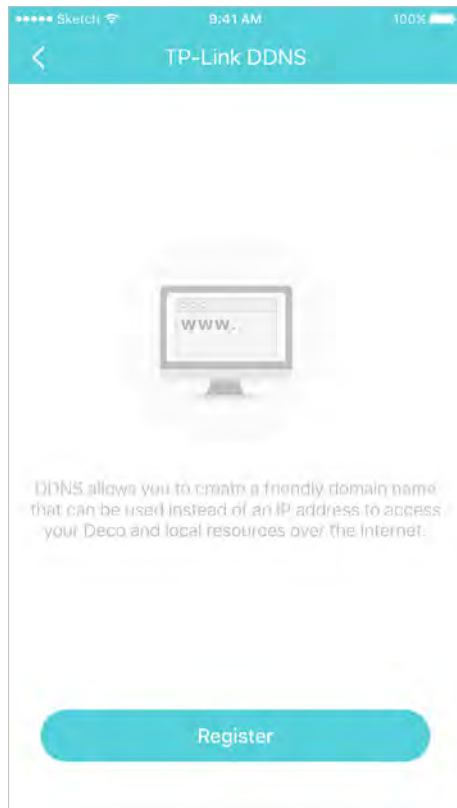 Sketch 9:41 AM 100%
TP-Link DDNS
www.
DDNS allows you to create a friendly domain name
that can be used instead of an IP address to access
your Deco and local resources over the Internet.
Register